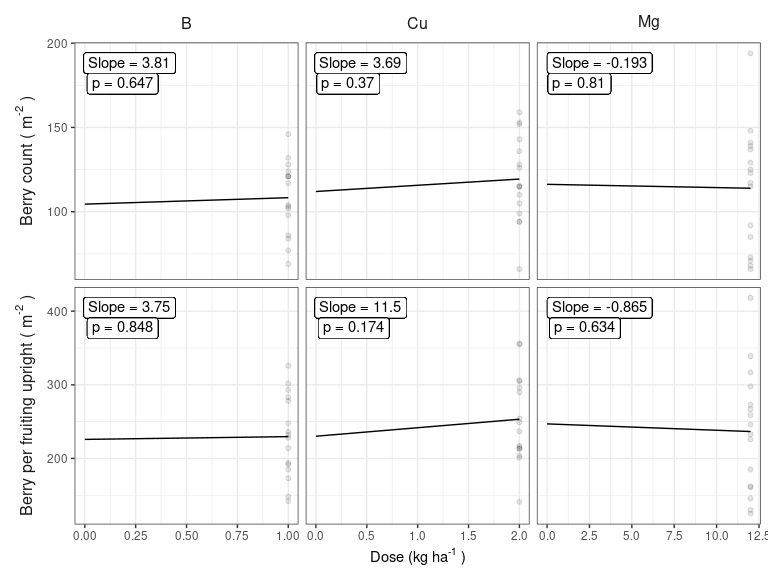 B Cu Mg
Berry count ( m-2 )
200
150
100
Slope = 3.81
p = 0.647
Slope = 3.69
p = 0.37
Slope = -0.193
p = 0.81
Berry per fruiting upright ( m-2 )
400
300
200
Slope = 3.75
p = 0.848
Slope = 11.5
p = 0.174
Slope = -0.865
p = 0.634
0.00 0.25 0.50 0.75 1.00 0.0 0.5 1.0 1.5 2.0 0.0 2.5 5.0 7.5 10.0 12.5
Dose (kg ha-1 )